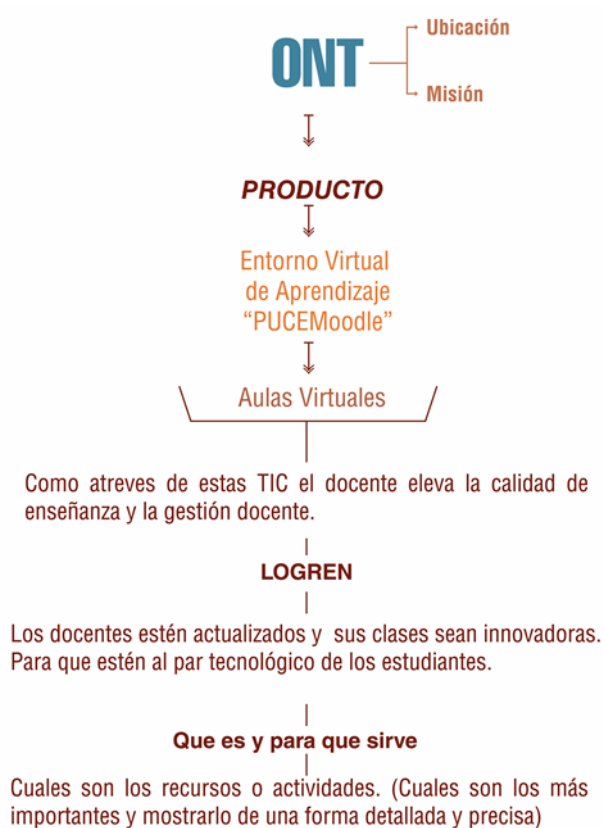 ONT
Ubicación
Misión
PRODUCTO
Entorno Virtual
de Aprendizaje
“PUCEMoodle”
Aulas Virtuales
Como atreves de estas TIC el docente eleva la calidad de
enseñanza y la gestión docente.
LOGREN
Los docentes estén actualizados y sus clases sean innovadoras.
Para que estén al par tecnológico de los estudiantes.
Que es y para que sirve
Cuales son los recursos o actividades. (Cuales son los más
importantes y mostrarlo de una forma detallada y precisa)